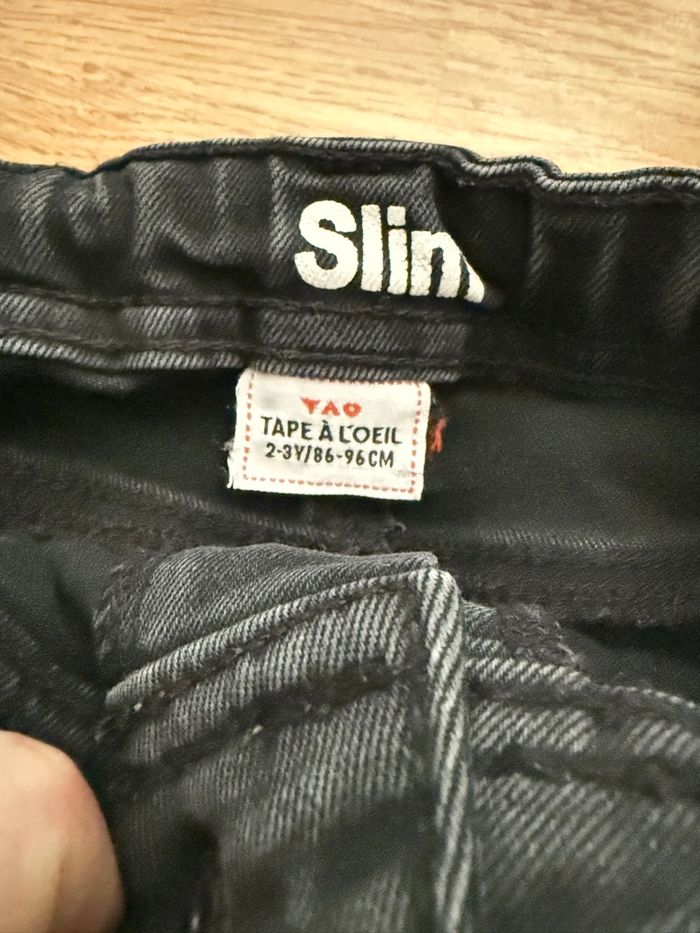 Slim
TAO
TAPE À L'OEIL
2-3Y/86-96CM